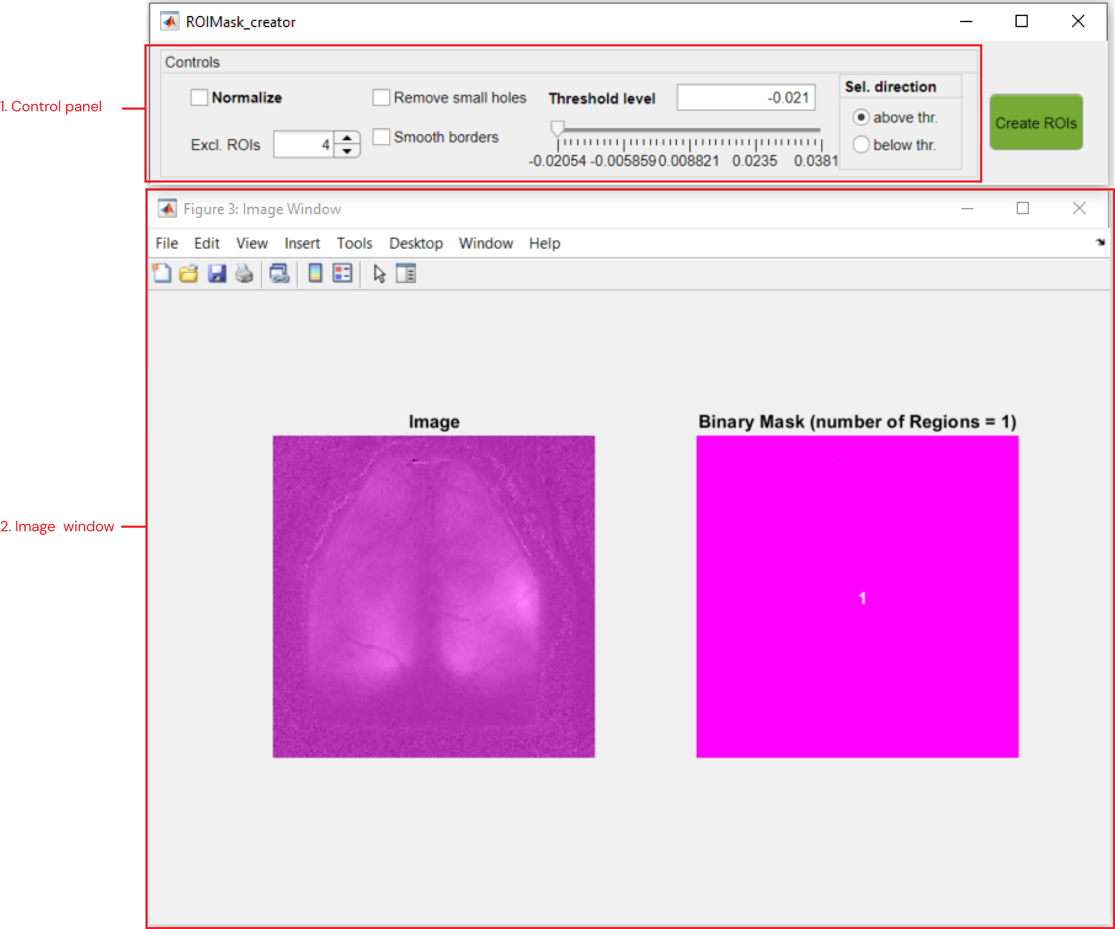 ROIMask_creator
Controls
1. Control panel
Normalize
Remove small holes
Threshold level
-0.021
Sel. direction
above thr.
below thr.
Excl. ROIs
4
Smooth borders
-0.02054 -0.005859 0.008821 0.0235 0.0381
Create ROIs
Figure 3: Image Window
File Edit View Insert Tools Desktop Window Help
Image
Binary Mask (number of Regions = 1)
1
2. Image window